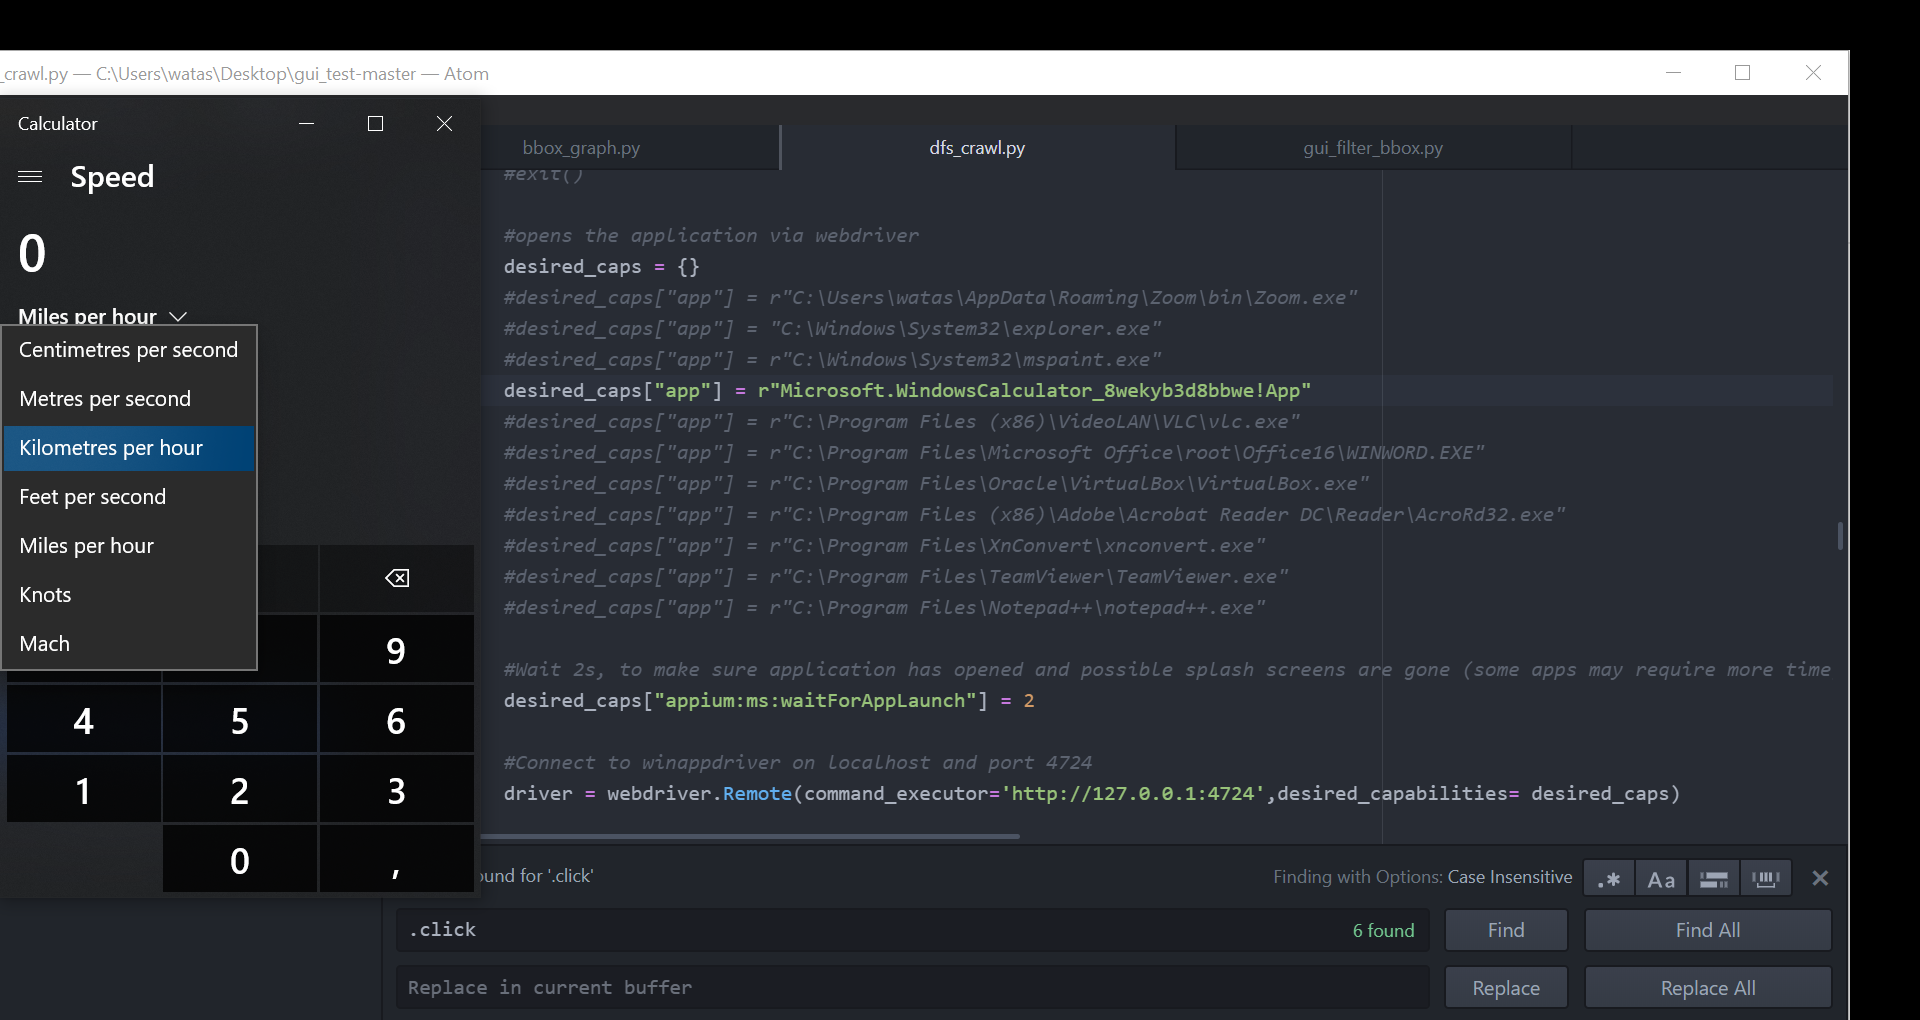 _crawl.py — C:\Users\watas\Desktop\gui_test-master — Atom
Calculator
Speed
0
Miles per hour
Centimetres per second
Metres per second
Kilometres per hour
Feet per second
Miles per hour
Knots
Mach
9
4 5 6
1 2 3
0 ,
bbox_graph.py dfs_crawl.py gui_filter_bbox.py
#exit()
#opens the application via webdriver
desired_caps = {}
#desired_caps["app"] = r"C:\Users\watas\AppData\Roaming\Zoom\bin\Zoom.exe"
#desired_caps["app"] = "C:\Windows\System32\explorer.exe"
#desired_caps["app"] = r"C:\Windows\System32\mspaint.exe"
desired_caps["app"] = r"Microsoft.WindowsCalculator_8wekyb3d8bbwe!App"
#desired_caps["app"] = r"C:\Program Files (x86)\VideoLAN\VLC\vlc.exe"
#desired_caps["app"] = r"C:\Program Files\Microsoft Office\root\Office16\WINWORD.EXE"
#desired_caps["app"] = r"C:\Program Files\Oracle\VirtualBox\VirtualBox.exe"
#desired_caps["app"] = r"C:\Program Files (x86)\Adobe\Acrobat Reader DC\Reader\AcroRd32.exe"
#desired_caps["app"] = r"C:\Program Files\XnConvert\xnconvert.exe"
#desired_caps["app"] = r"C:\Program Files\TeamViewer\TeamViewer.exe"
#desired_caps["app"] = r"C:\Program Files\Notepad++\notepad++.exe"
#Wait 2s, to make sure application has opened and possible splash screens are gone (some apps may require more time
desired_caps["appium:ms:waitForAppLaunch"] = 2
#Connect to winappdriver on localhost and port 4724
driver = webdriver.Remote(command_executor='http://127.0.0.1:4724',desired_capabilities= desired_caps)
und for '.click' Finding with Options: Case Insensitive .* Aa
.click 6 found Find Find All
Replace in current buffer Replace Replace All